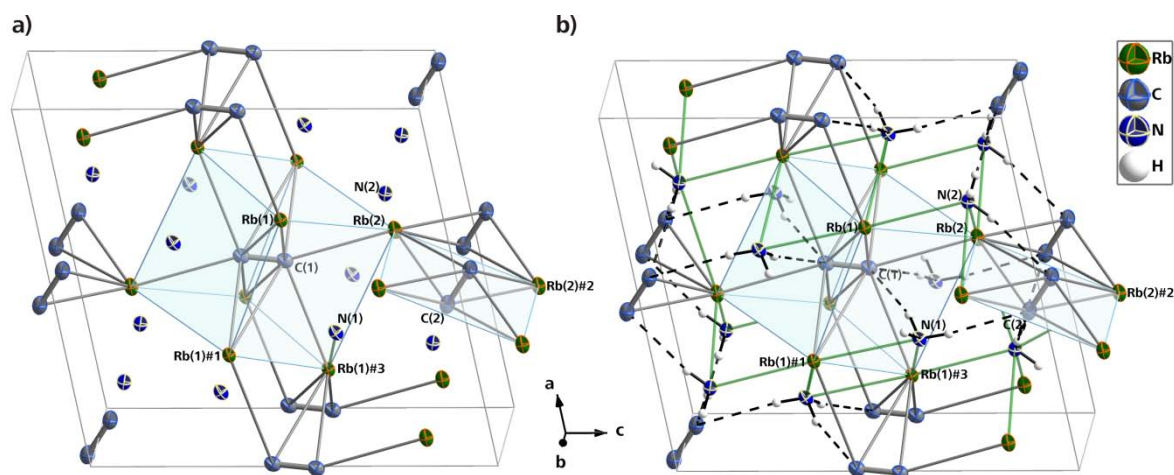 a)
N(2)
Rb(1)
Rb(2)
C(1)
Rb(2)#2
C(2)
N(1)
Rb(1)#1
Rb(1)#3
a
c
b
b)
Rb
C
N
H
N(2)
Rb(1)
Rb(2)
C(1)
Rb(2)#2
N(1)
C(2)
Rb(1)#1
Rb(1)#3